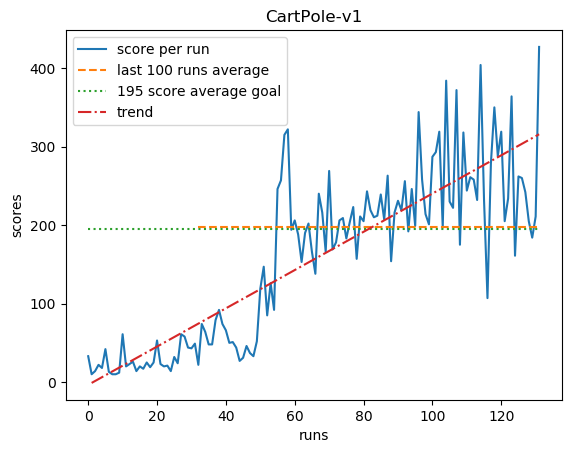 CartPole-v1
score per run
last 100 runs average
195 score average goal
trend
scores
400
300
200
100
0
0 20 40 60 80 100 120
runs